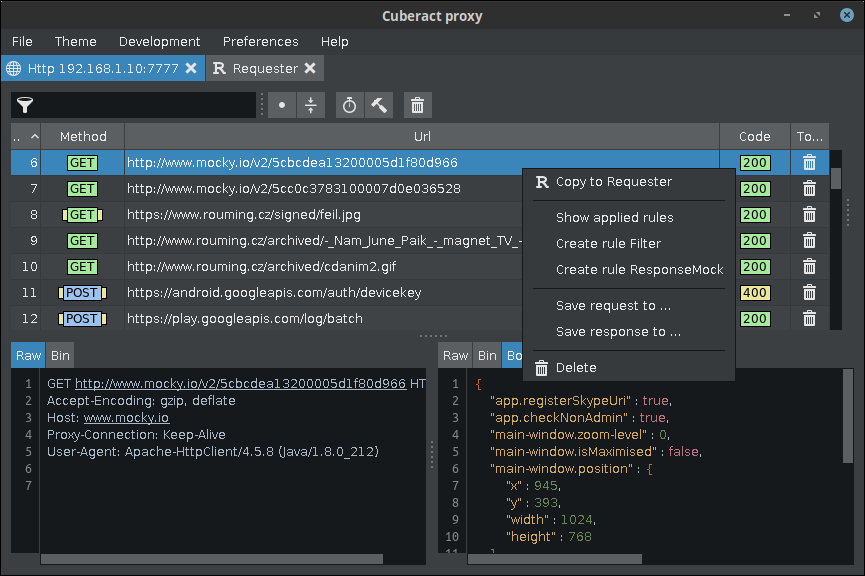 Cuberact proxy
File Theme Development Preferences Help
Http 192.168.1.10:7777 R Requester
.. Method Url Code To...
6 GET http://www.mocky.io/v2/5cbcdea13200005d1f80d966 200
7 GET http://www.mocky.io/v2/5cc0c3783100007d0e036528 200
8 GET https://www.rouming.cz/signed/feil.jpg 200
9 GET http://www.rouming.cz/archived/-_Nam_June_Paik_-_magnet_TV_- 200
10 GET http://www.rouming.cz/archived/cdanim2.gif 200
11 POST https://android.googleapis.com/auth/devicekey 400
12 POST https://play.googleapis.com/log/batch 200
R Copy to Requester
Show applied rules
Create rule Filter
Create rule ResponseMock
Save request to ...
Save response to ...
Delete
Raw Bin
1 GET http://www.mocky.io/v2/5cbcdea13200005d1f80d966 HT
2 Accept-Encoding: gzip, deflate
3 Host: www.mocky.io
4 Proxy-Connection: Keep-Alive
5 User-Agent: Apache-HttpClient/4.5.8 (Java/1.8.0_212)
6
7
Raw Bin Bo
1 {
2 "app.registerSkypeUri" : true,
3 "app.checkNonAdmin" : true,
4 "main-window.zoom-level" : 0,
5 "main-window.isMaximised" : false,
6 "main-window.position" : {
7 "x" : 945,
8 "y" : 393,
9 "width" : 1024,
10 "height" : 768
11